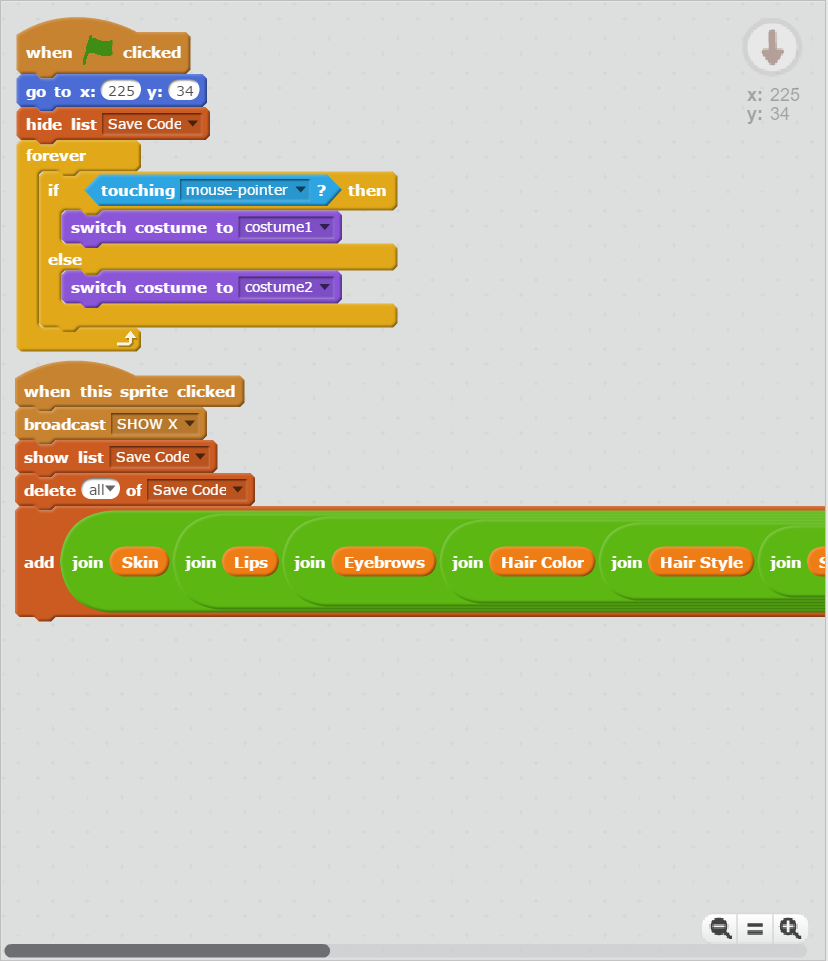 when clicked
go to x: 225 y: 34
hide list Save Code
forever
if touching mouse-pointer ? then
switch costume to costume1
else
switch costume to costume2
x: 225
y: 34
when this sprite clicked
broadcast SHOW X
show list Save Code
delete all of Save Code
add join Skin join Lips join Eyebrows join Hair Color join Hair Style join